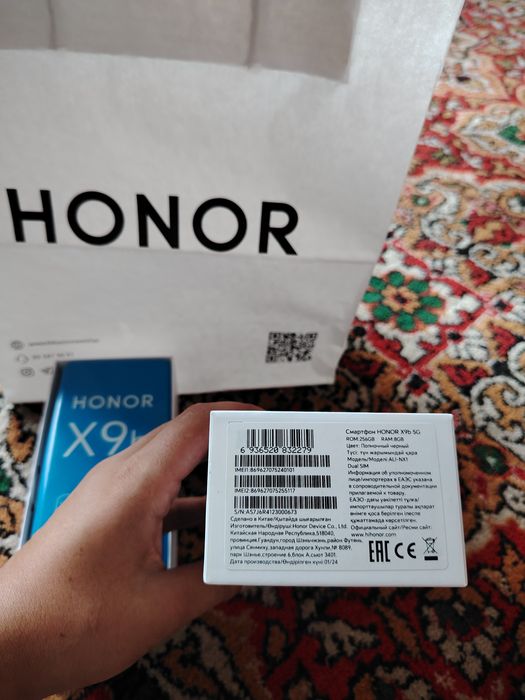 HONOR
HONOR
X9b
6 936520 832279
IMEI1:869627075240101
IMEI2:869627075255117
S/N:AS7J6R4123000673
Сделано в Китае/Қытайда шығарылған
Изготовитель/Өндіруші:Honor Device Co., Ltd.
Китайская Народная Республика,518040,
провинция Гуандун,город Шэньчжэнь,район Футянь,
улица Сянмиху,западная дорога Хунли,№ 8089,
парк Шэнье,строение 6,блок А,сьют 3401
Дата производства/Өндірілген күні:01/24
Смартфон HONOR X9b 5G
ROM:256GB RAM:8GB
Цвет: Полночный черный
Түсі: түн жарымындай қара
Модель/Моделі ALI-NX1
Dual SIM
Информация об уполномоченном
лице/импортерах в ЕАЭС указана
в сопроводительной документации
прилагаемой к товару.
ЕАЭО-дағы уәкілетті тұлға/
импорттаушылар туралы ақпарат
өнімге қоса берілген ілеспе
құжаттамада көрсетілген.
Официальный сайт/Ресми сайт:
www.hihonor.com
EAC CE